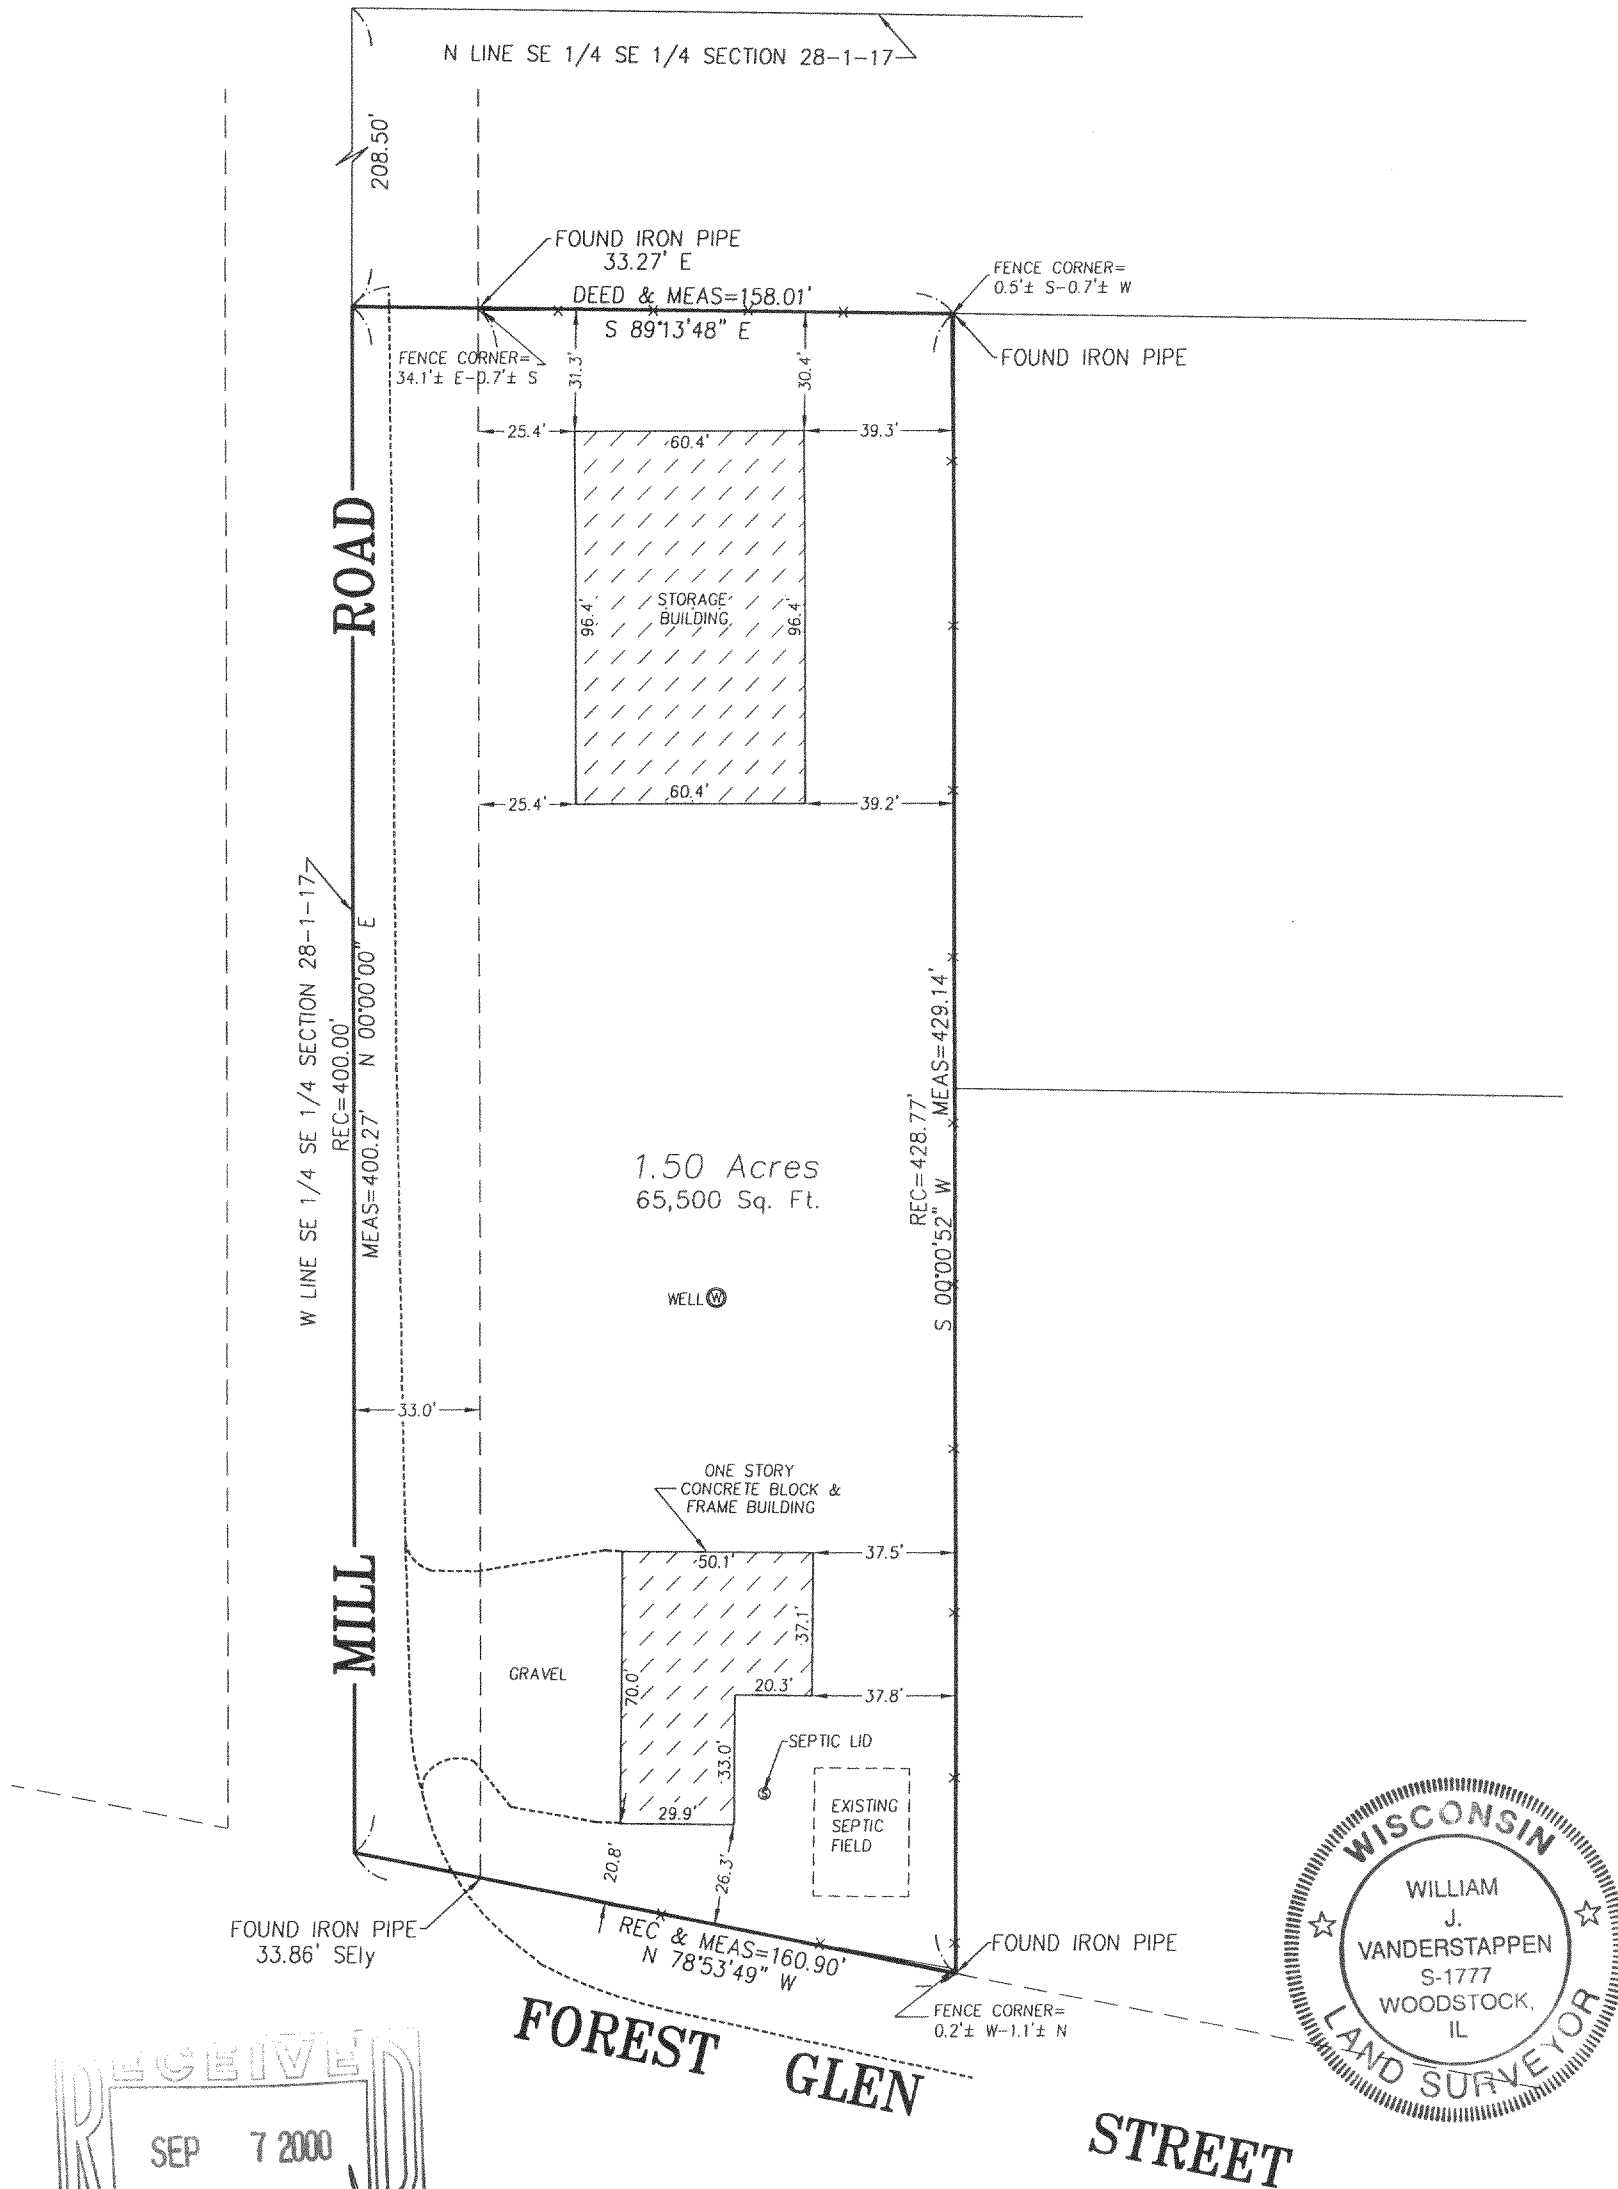 N LINE SE 1/4 SE 1/4 SECTION 28-1-17
208.50'
FOUND IRON PIPE
33.27' E
DEED & MEAS=158.01'
S 89°13'48" E
FENCE CORNER=
0.5'± S-0.7'± W
FOUND IRON PIPE
FENCE CORNER=
34.1'± E-0.7'± S
31.3'
30.4'
25.4'
60.4'
39.3'
ROAD
96.4'
STORAGE
BUILDING
96.4'
25.4'
60.4'
39.2'
W LINE SE 1/4 SE 1/4 SECTION 28-1-17
REC=400.00'
MEAS=400.27' N 00°00'00" E
REC=428.77'
S 00°00'52" W MEAS=429.14'
1.50 Acres
65,500 Sq. Ft.
WELL W
33.0'
ONE STORY
CONCRETE BLOCK &
FRAME BUILDING
50.1'
37.5'
37.1'
MILL
GRAVEL
70.0'
20.3'
37.8'
33.0'
SEPTIC LID
S
29.9'
EXISTING
SEPTIC
FIELD
20.8'
26.3'
FOUND IRON PIPE
33.86' SEly
REC & MEAS=160.90'
N 78°53'49" W
FOUND IRON PIPE
FENCE CORNER=
0.2'± W-1.1'± N
FOREST GLEN STREET
WISCONSIN
WILLIAM
J.
VANDERSTAPPEN
S-1777
WOODSTOCK,
IL
LAND SURVEYOR
RECEIVED
SEP 7 2000